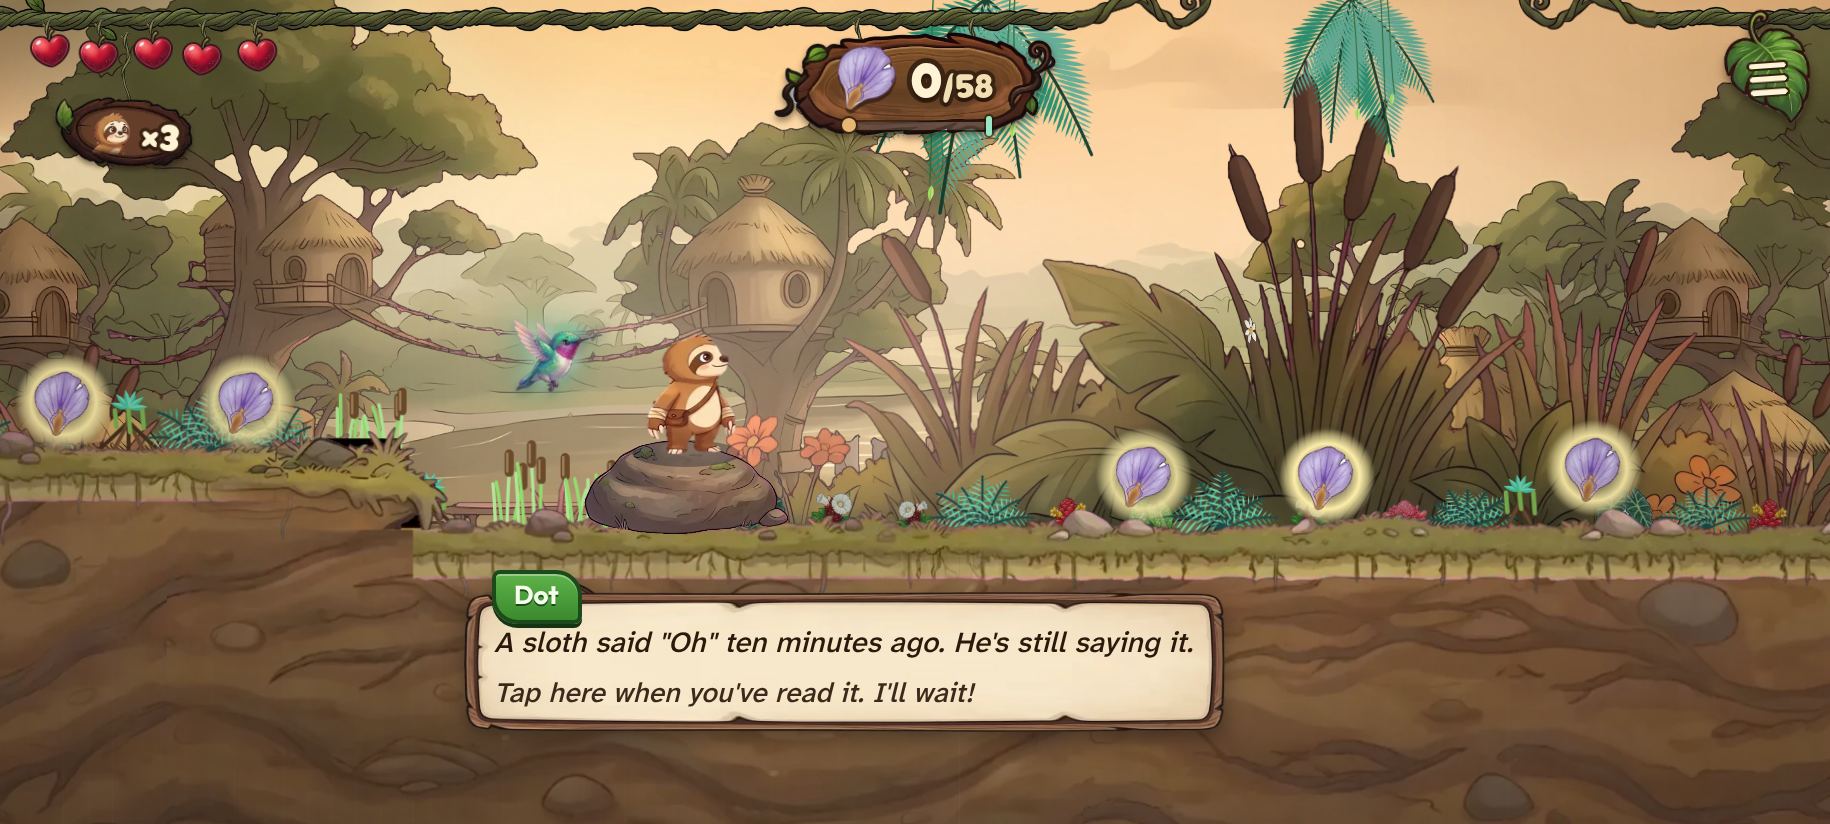 x3
0/58
Dot
A sloth said "Oh" ten minutes ago. He's still saying it.
Tap here when you've read it. I'll wait!